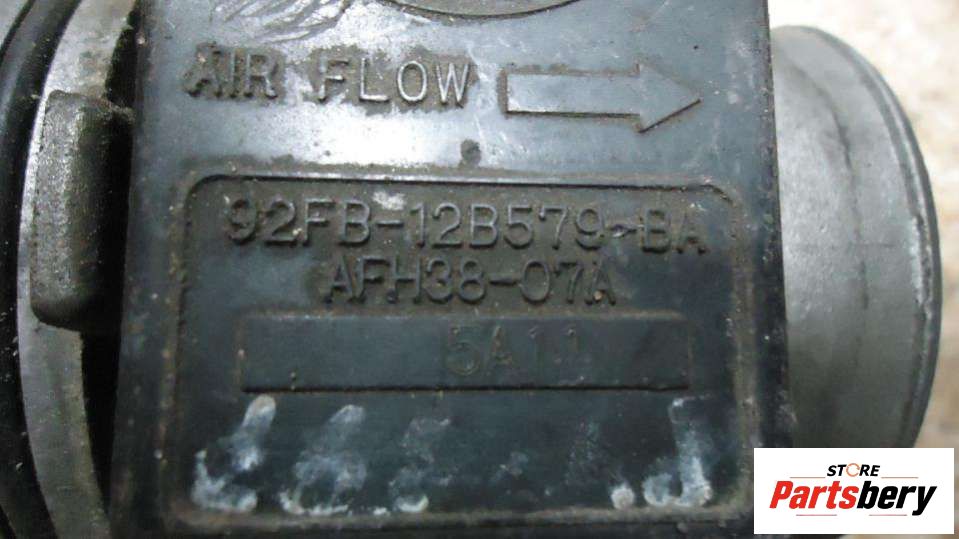 AIR FLOW
92FB-12B579-BA
AFH38-07A
5A11
STORE
Partsbery